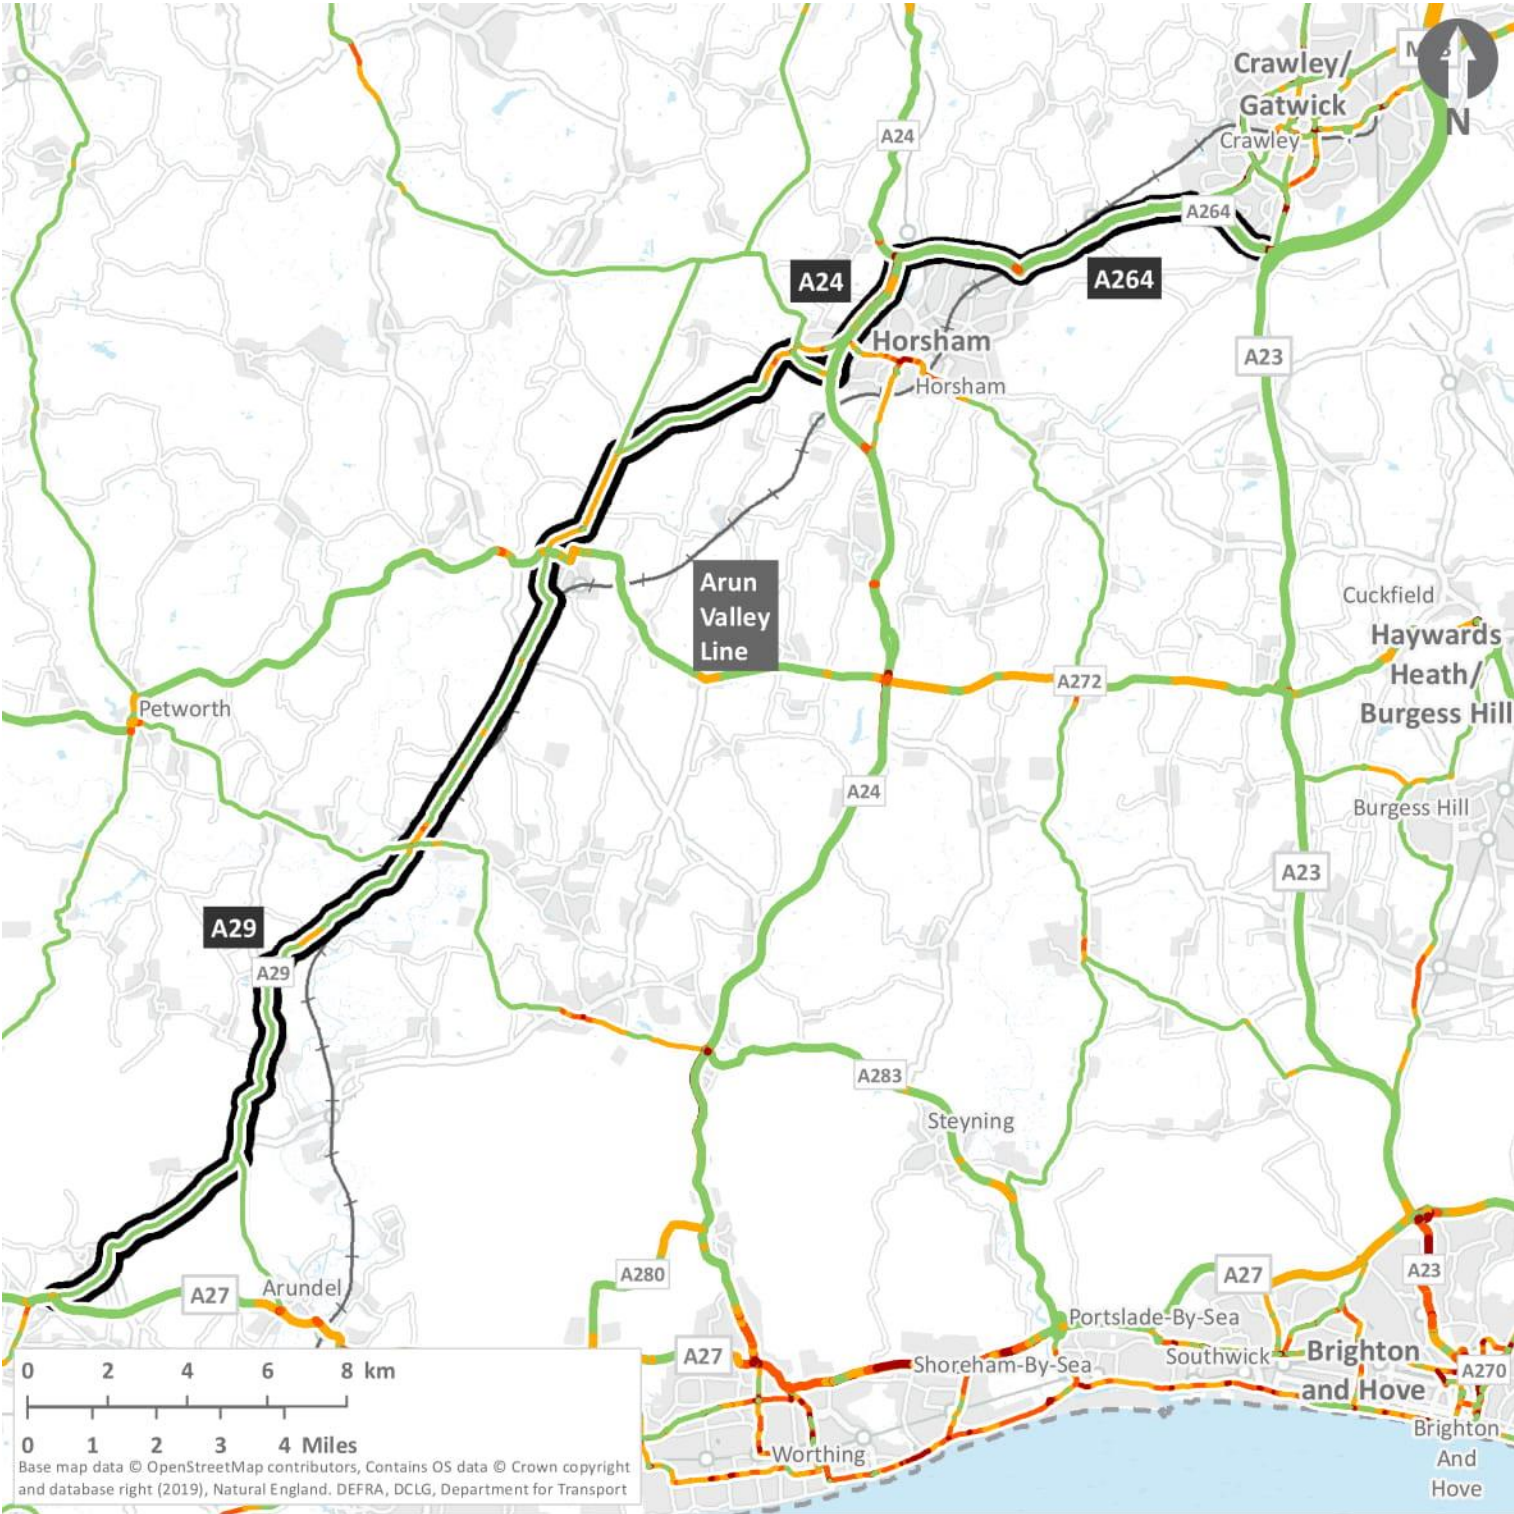 Crawley/
Gatwick
Crawley
N
A24
A264
A24
A264
Horsham
Horsham
A23
Arun
Valley
Line
Cuckfield
Haywards
Heath/
Burgess Hill
A272
Petworth
A24
Burgess Hill
A23
A29
A29
A283
Steyning
A280
A27
Arundel
A27
A23
Portslade-By-Sea
A27
Shoreham-By-Sea
Southwick
Brighton
and Hove
A270
Brighton
And
Hove
Worthing
0 2 4 6 8 km
0 1 2 3 4 Miles
Base map data © OpenStreetMap contributors, Contains OS data © Crown copyright
and database right (2019), Natural England. DEFRA, DCLG, Department for Transport